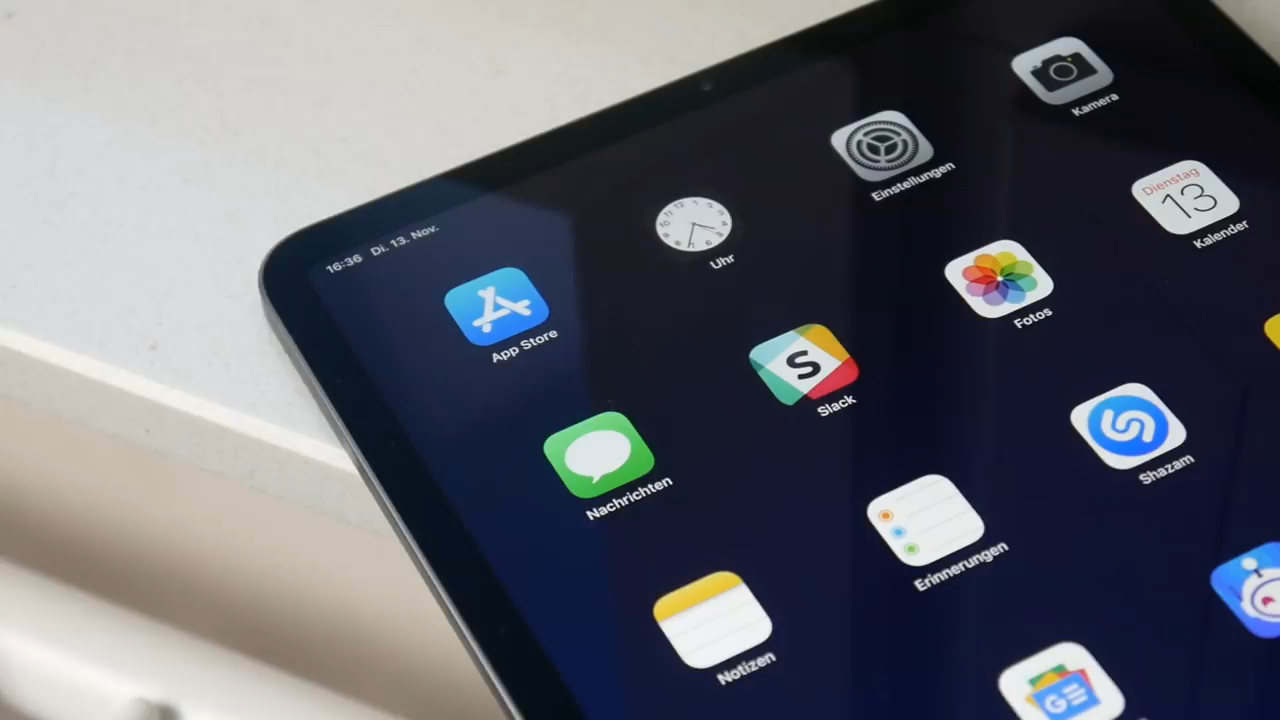 16:36 Di. 13. Nov.
App Store
Uhr
Einstellungen
Kamera
Nachrichten
S
Slack
Fotos
Dienstag
13
Kalender
Notizen
Erinnerungen
Shazam
G